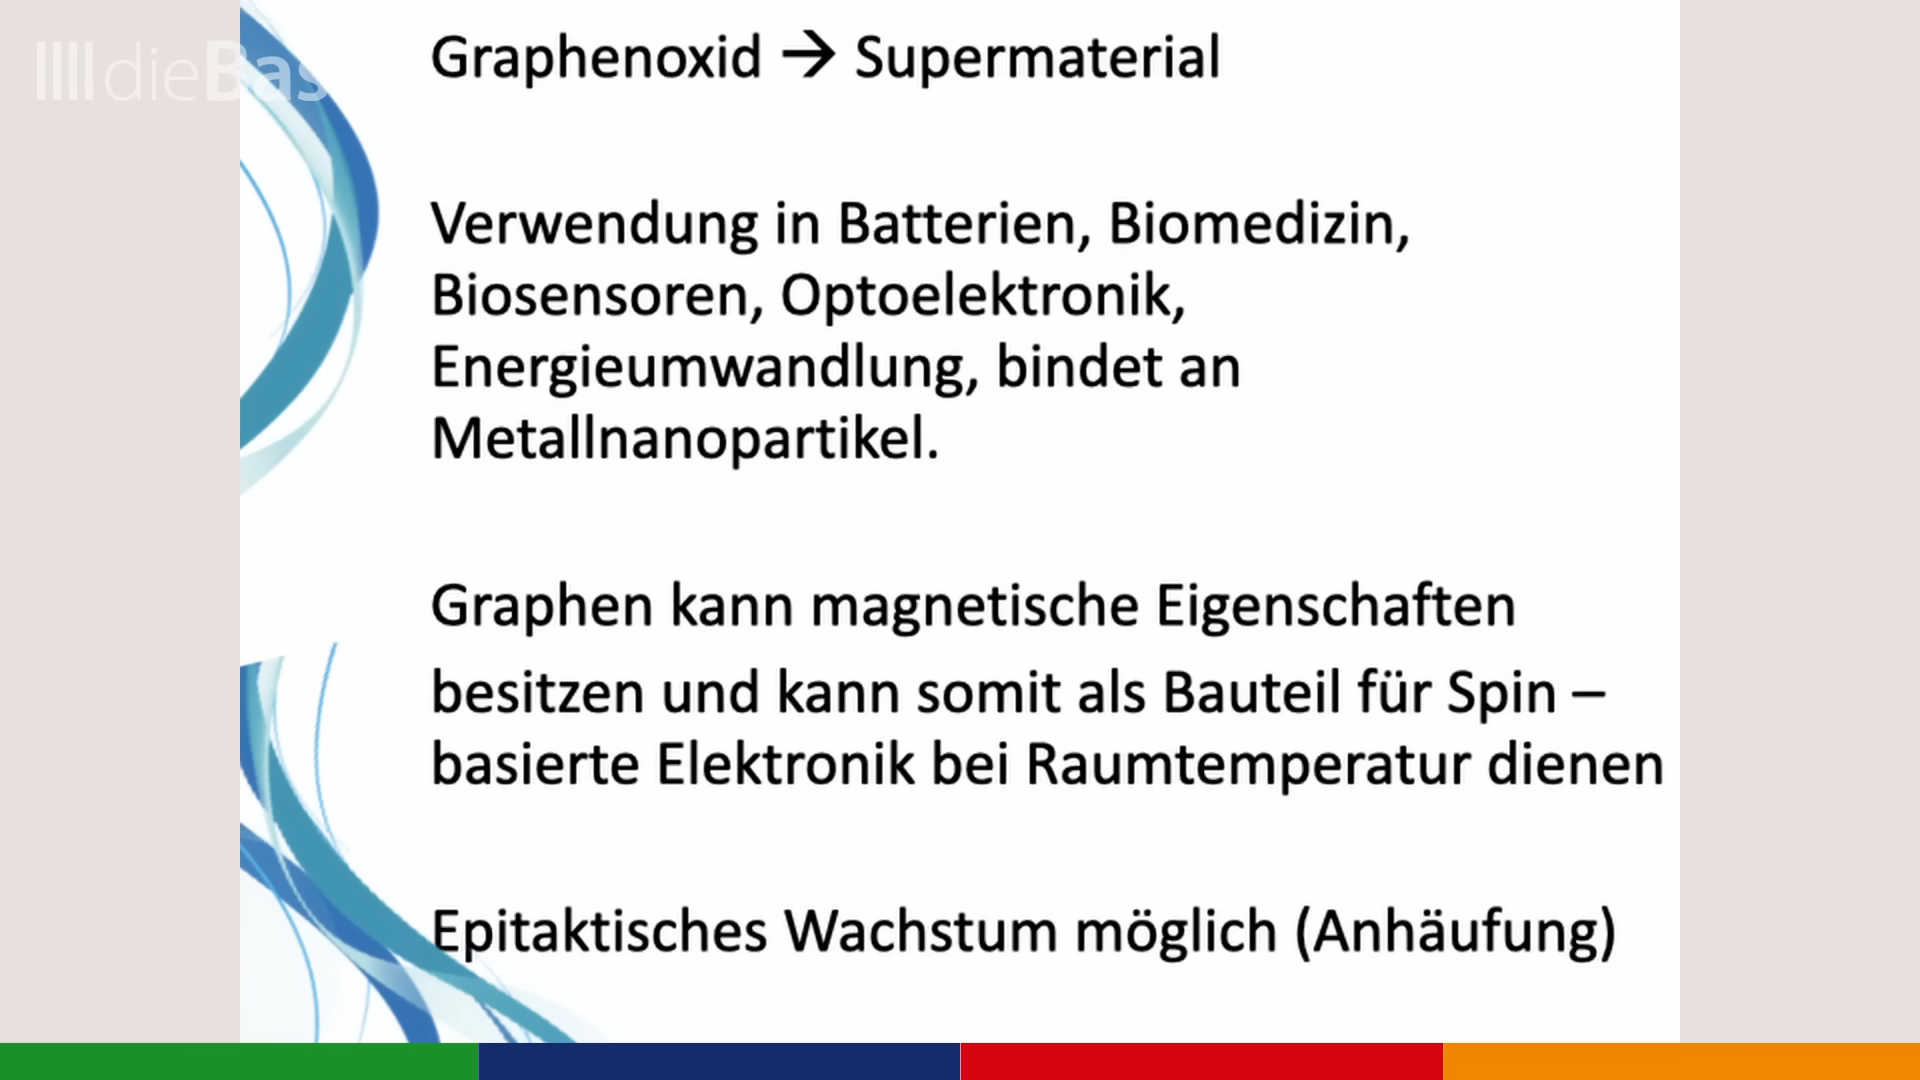 dieBas
Graphenoxid → Supermaterial
Verwendung in Batterien, Biomedizin,
Biosensoren, Optoelektronik,
Energieumwandlung, bindet an
Metallnanopartikel.
Graphen kann magnetische Eigenschaften
besitzen und kann somit als Bauteil für Spin –
basierte Elektronik bei Raumtemperatur dienen
Epitaktisches Wachstum möglich (Anhäufung)